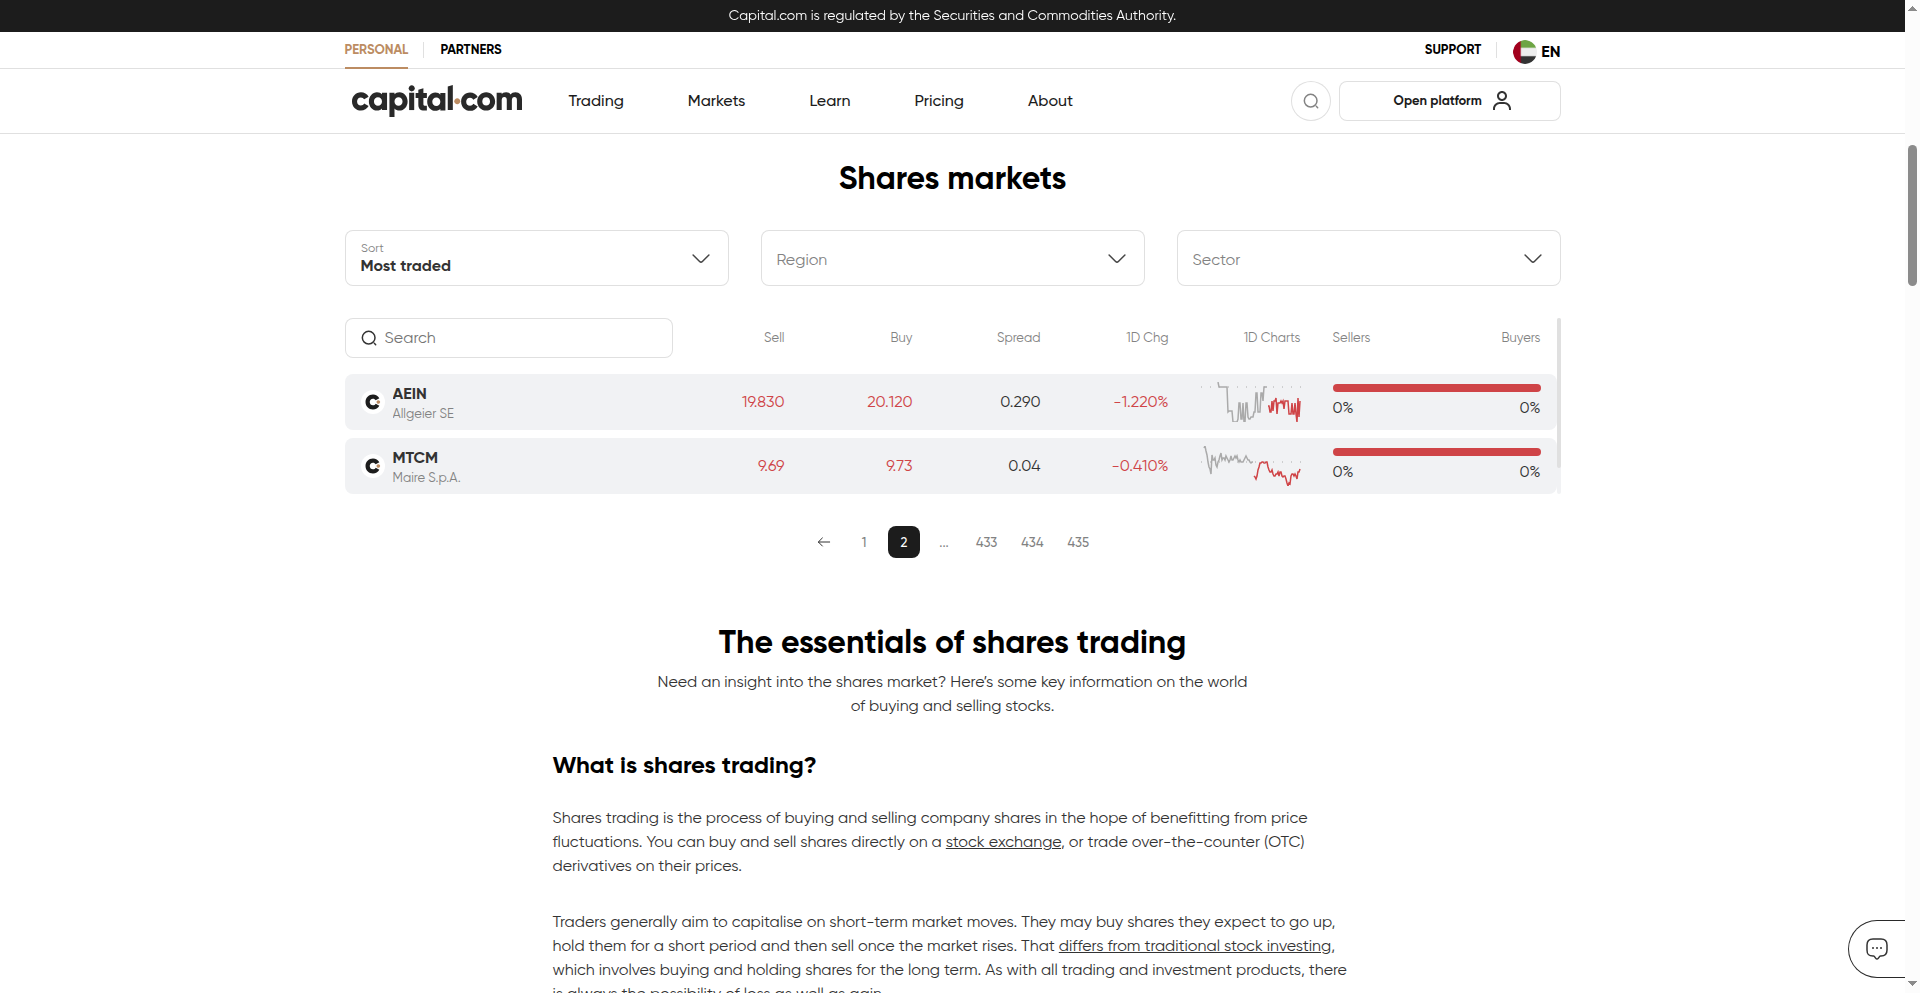 Capital.com is regulated by the Securities and Commodities Authority.
PERSONAL PARTNERS SUPPORT EN
capital.com Trading Markets Learn Pricing About Open platform
Shares markets
Sort
Most traded
Region
Sector
Search Sell Buy Spread 1D Chg 1D Charts Sellers Buyers
AEIN
Allgeier SE
19.830 20.120 0.290 -1.220% 0% 0%
MTCM
Maire S.p.A.
9.69 9.73 0.04 -0.410% 0% 0%
1 2 ... 433 434 435
The essentials of shares trading
Need an insight into the shares market? Here’s some key information on the world
of buying and selling stocks.
What is shares trading?
Shares trading is the process of buying and selling company shares in the hope of benefitting from price
fluctuations. You can buy and sell shares directly on a stock exchange, or trade over-the-counter (OTC)
derivatives on their prices.
Traders generally aim to capitalise on short-term market moves. They may buy shares they expect to go up,
hold them for a short period and then sell once the market rises. That differs from traditional stock investing,
which involves buying and holding shares for the long term. As with all trading and investment products, there
is always the possibility of loss as well as gain.